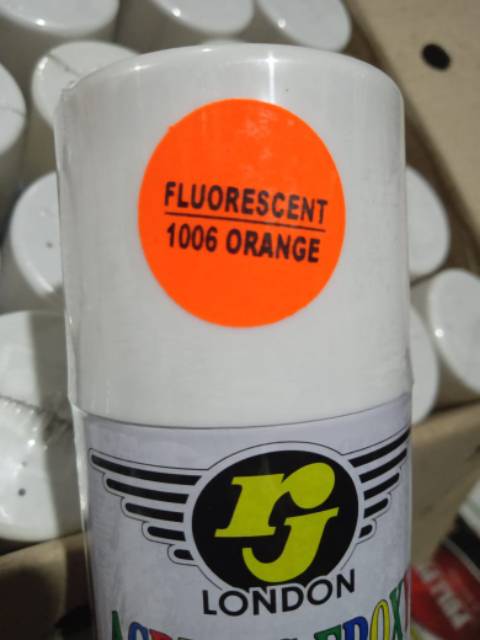 FLUORESCENT
1006 ORANGE
rj
LONDON